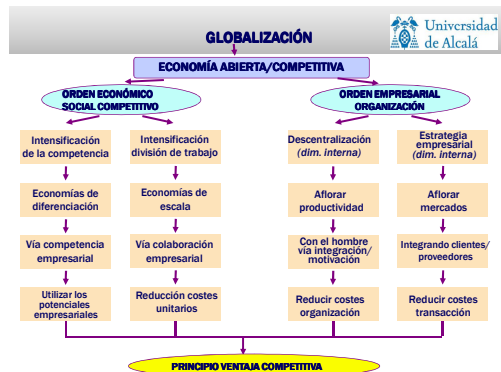 GLOBALIZACIÓN
Universidad
de Alcalá
ECONOMÍA ABIERTA/COMPETITIVA
ORDEN ECONÓMICO
SOCIAL COMPETITIVO
ORDEN EMPRESARIAL
ORGANIZACIÓN
Intensificación
de la competencia
Intensificación
división de trabajo
Descentralización
(dim. interna)
Estrategia
empresarial
(dim. interna)
Economías de
diferenciación
Economías de
escala
Aflorar
productividad
Aflorar
mercados
Vía competencia
empresarial
Vía colaboración
empresarial
Con el hombre
vía integración/
motivación
Integrando clientes/
proveedores
Utilizar los
potenciales
empresariales
Reducción costes
unitarios
Reducir costes
organización
Reducir costes
transacción
PRINCIPIO VENTAJA COMPETITIVA